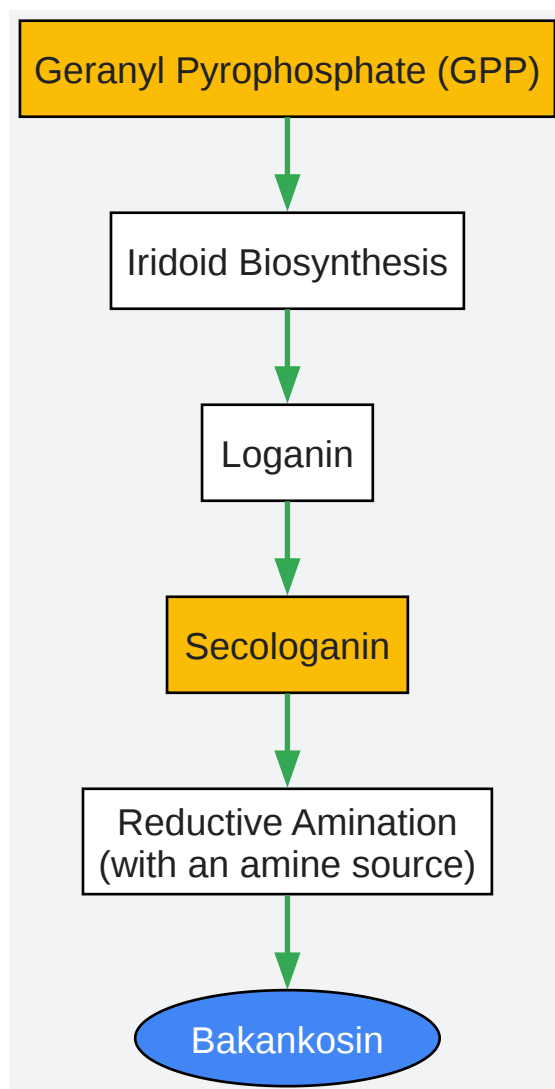 Geranyl Pyrophosphate (GPP)
Iridoid Biosynthesis
Loganin
Secologanin
Reductive Amination
(with an amine source)
Bakankosin